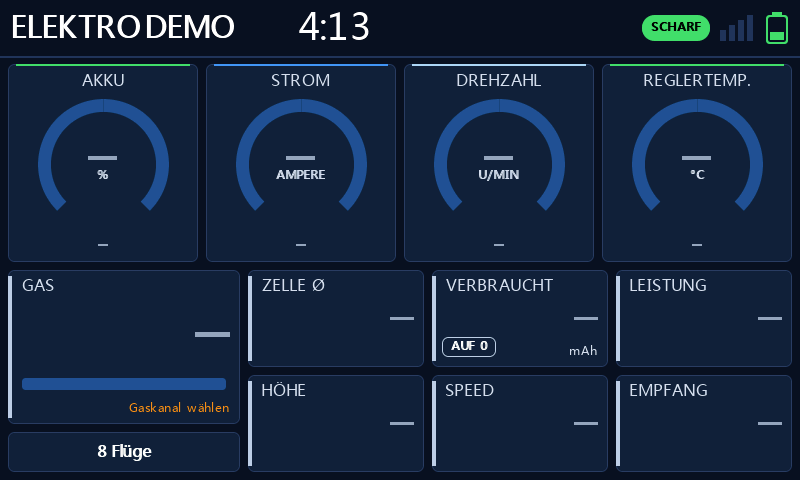 ELEKTRO DEMO 4:13 SCHARF
AKKU STROM DREHZAHL REGLERTEMP.
— — — —
% AMPERE U/MIN °C
– – – –
GAS ZELLE Ø VERBRAUCHT LEISTUNG
— — — —
AUF 0 mAh
Gaskanal wählen
HÖHE SPEED EMPFANG
— — —
8 Flüge